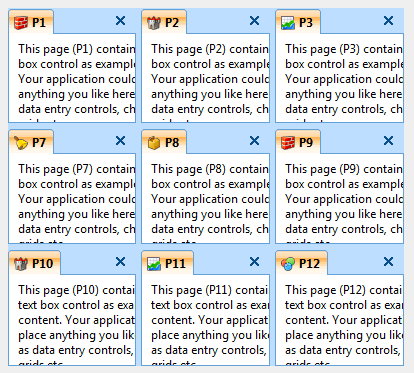 P1
This page (P1) contain
box control as example
Your application could
anything you like here
data entry controls, ch
P2
This page (P2) contain
box control as example
Your application could
anything you like here
data entry controls, ch
P3
This page (P3) contain
box control as example
Your application could
anything you like here
data entry controls, ch
P7
This page (P7) contain
box control as example
Your application could
anything you like here
data entry controls, ch
grids etc.
P8
This page (P8) contain
box control as example
Your application could
anything you like here
data entry controls, ch
grids etc.
P9
This page (P9) contain
box control as example
Your application could
anything you like here
data entry controls, ch
grids etc.
P10
This page (P10) contain
text box control as exa
content. Your applicat
place anything you like
as data entry controls,
grids etc.
P11
This page (P11) contain
text box control as exa
content. Your applicat
place anything you like
as data entry controls,
grids etc.
P12
This page (P12) contain
text box control as exa
content. Your applicat
place anything you like
as data entry controls,
grids etc.